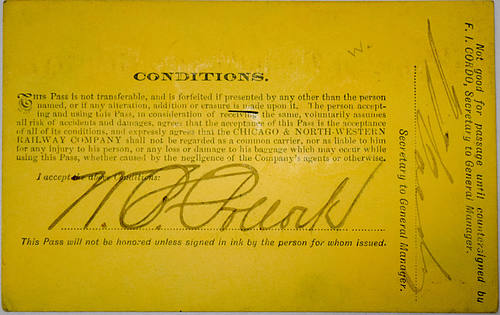 CONDITIONS.
THIS Pass is not transferable, and is forfeited if presented by any other than the person
named, or if any alteration, addition or erasure is made upon it. The person accept-
ing and using this Pass, in consideration of receiving the same, voluntarily assumes
all risk of accidents and damages, agrees that the acceptance of this Pass is the acceptance
of all of its conditions, and expressly agrees that the CHICAGO & NORTH-WESTERN
RAILWAY COMPANY shall not be regarded as a common carrier, nor as liable to him
for any injury to his person, or any loss or damage to his baggage which may occur while
using this Pass, whether caused by the negligence of the Company's agents or otherwise.
I accept the above Conditions:
Pollock
This Pass will not be honored unless signed in ink by the person for whom issued.
W.
Not good for passage until countersigned by
F. I. CORDO, Secretary to General Manager.
Secretary to General Manager.